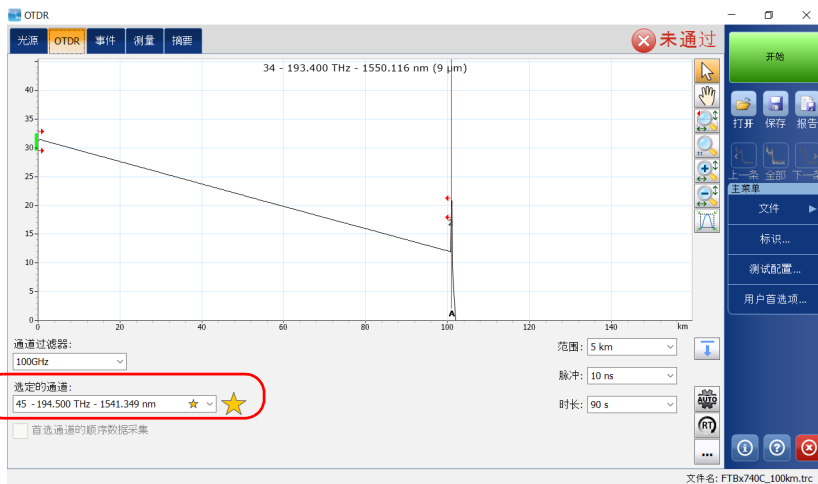 OTDR
光源 OTDR 事件 测量 摘要
未通过
开始
34 - 193.400 THz - 1550.116 nm (9 µm)
40
35
30
25
20
15
10
5
0
0 20 40 60 80 100 120 140 km
2
A
打开 保存 报告
上一条 全部 下一条
主菜单
文件
标识...
测试配置...
用户首选项...
通道过滤器:
100GHz
选定的通道:
45 - 194.500 THz - 1541.349 nm
首选通道的顺序数据采集
范围: 5 km
脉冲: 10 ns
时长: 90 s
AUTO
RT
...
文件名: FTBx740C_100km.trc